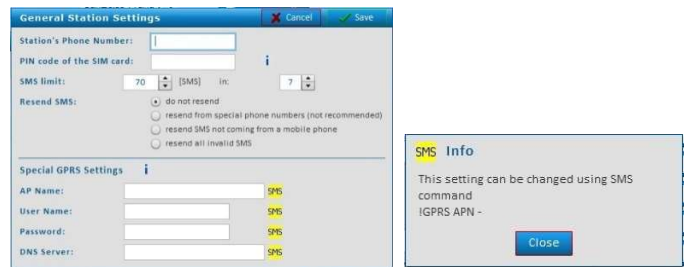 General Station Settings
Cancel
Save
Station's Phone Number:
PIN code of the SIM card:
i
SMS limit: 70 [SMS] in: 7
Resend SMS:
do not resend
resend from special phone numbers (not recommended)
resend SMS not coming from a mobile phone
resend all invalid SMS
Special GPRS Settings i
AP Name: SMS
User Name: SMS
Password: SMS
DNS Server: SMS
SMS Info
This setting can be changed using SMS
command
!GPRS APN -
Close